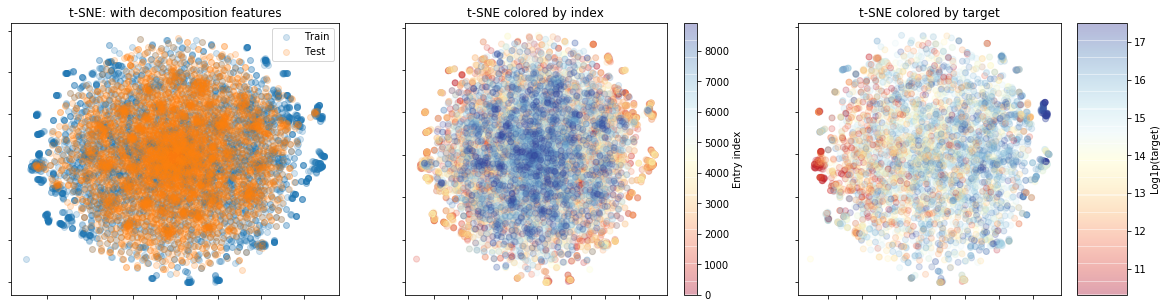 t-SNE: with decomposition features
Train
Test
t-SNE colored by index
8000
7000
6000
5000
4000
3000
2000
1000
0
Entry index
t-SNE colored by target
17
16
15
14
13
12
11
Log1p(target)